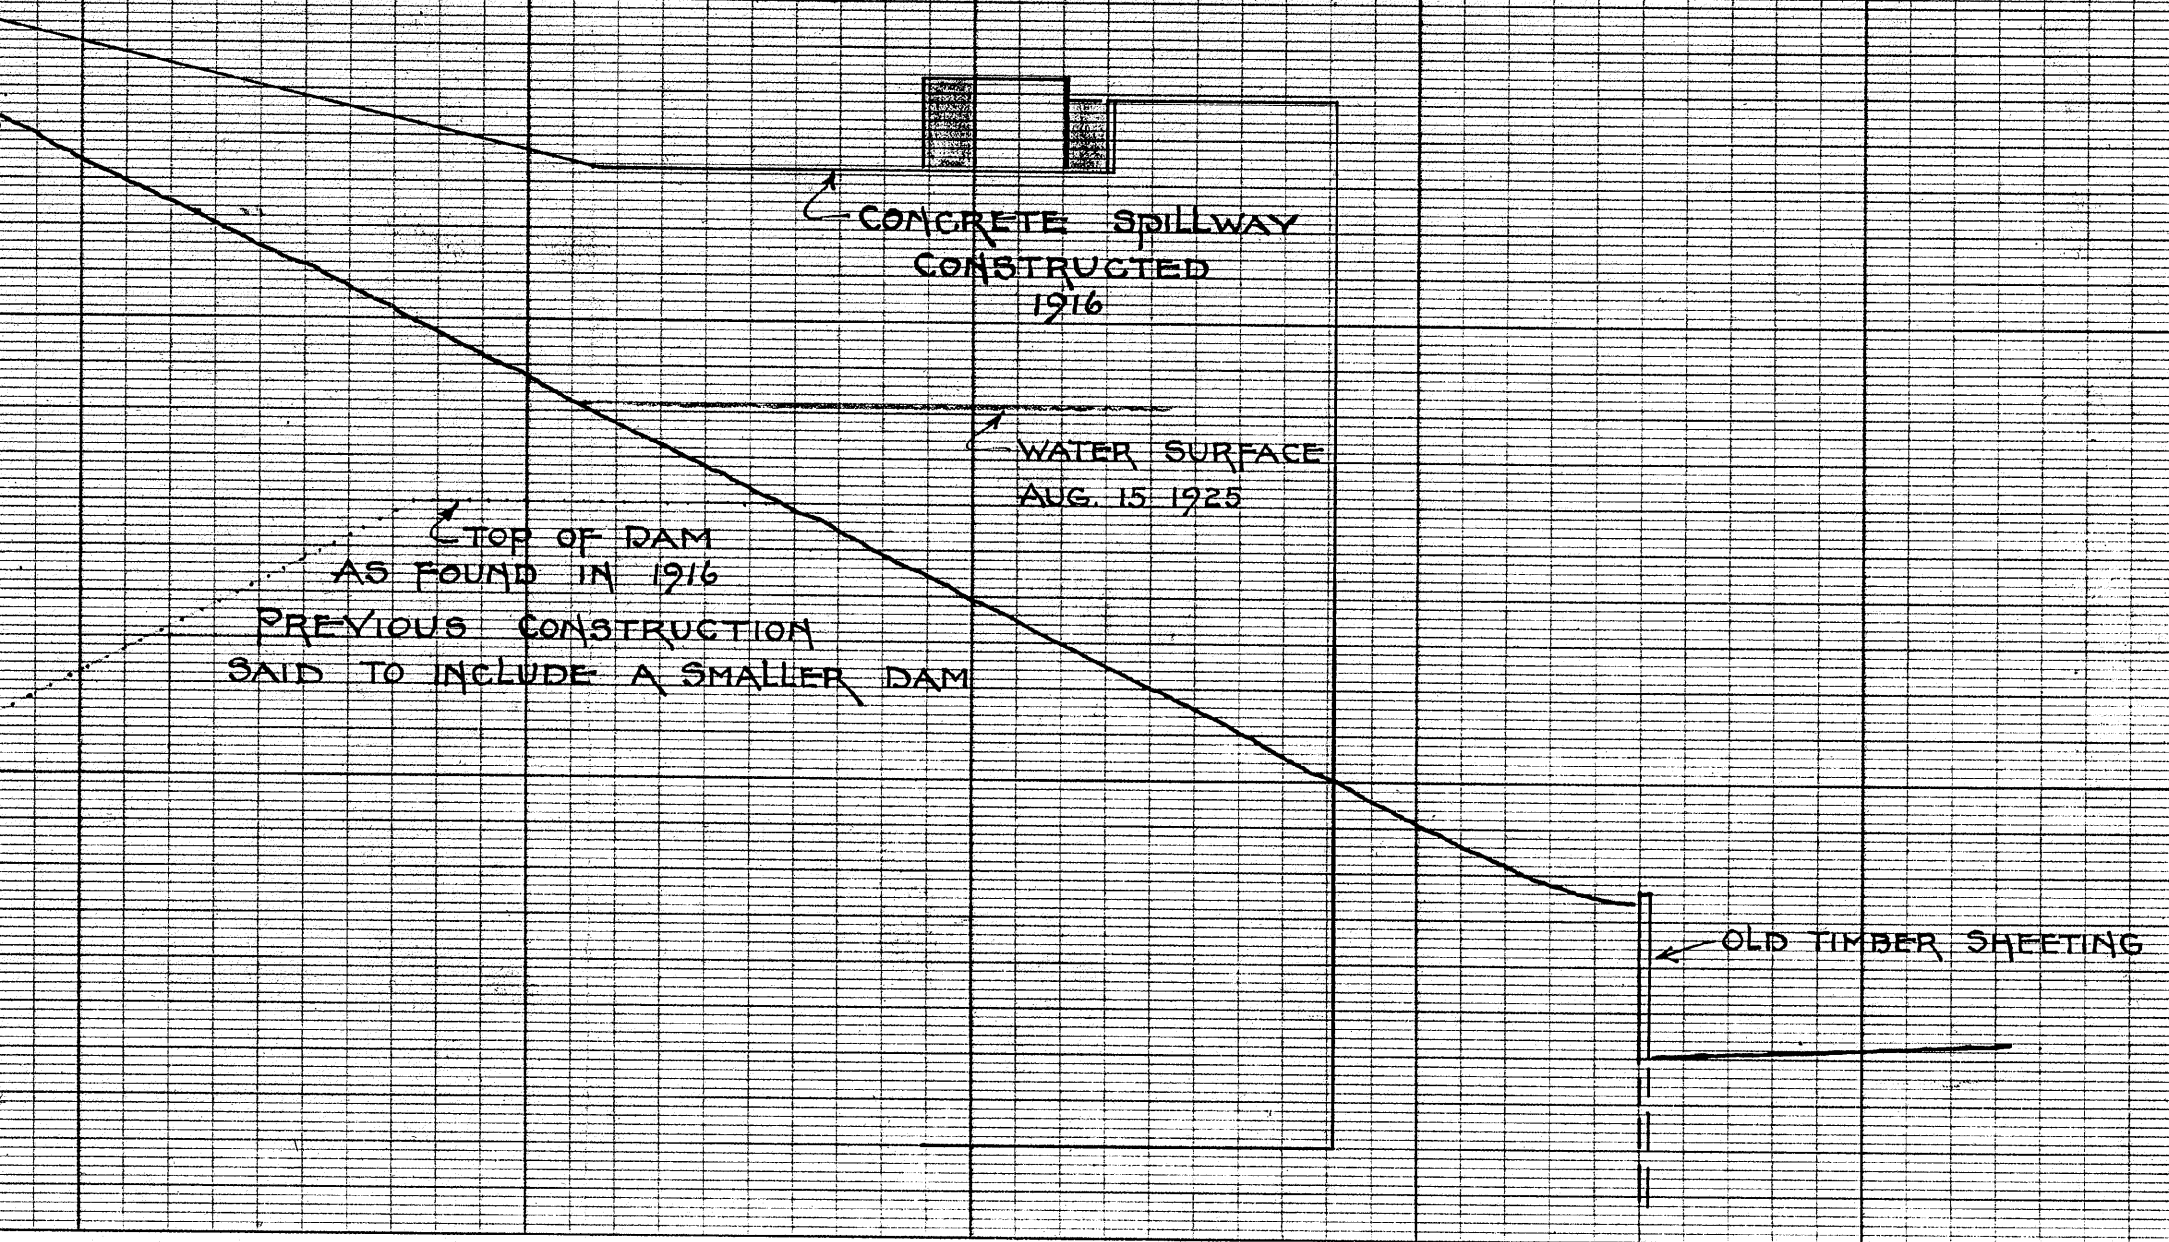 CONCRETE SPILLWAY
CONSTRUCTED
1916
WATER SURFACE
AUG. 15 1925
TOP OF DAM
AS FOUND IN 1916
PREVIOUS CONSTRUCTION
SAID TO INCLUDE A SMALLER DAM
OLD TIMBER SHEETING